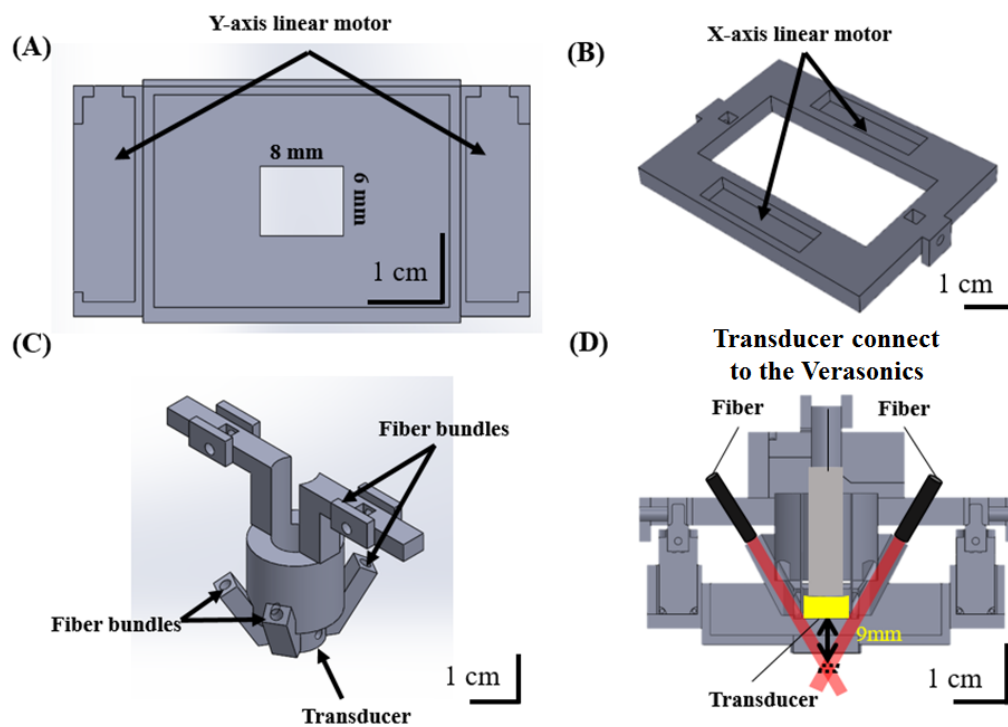 (A)
Y-axis linear motor
8 mm
6 mm
1 cm
(B)
X-axis linear motor
1 cm
(C)
Fiber bundles
Fiber bundles
Transducer
1 cm
(D)
Transducer connect
to the Verasonics
Fiber
Fiber
9mm
Transducer
1 cm